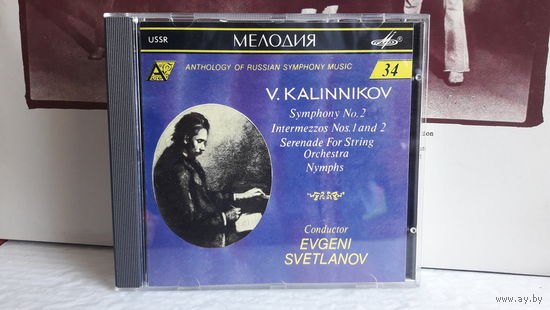 USSR
МЕЛОДИЯ
ANTHOLOGY OF RUSSIAN SYMPHONY MUSIC
34
V. KALINNIKOV
Symphony No.2
Intermezzos Nos.1 and 2
Serenade For String
Orchestra
Nymphs
Conductor
EVGENI
SVETLANOV
www.ay.by